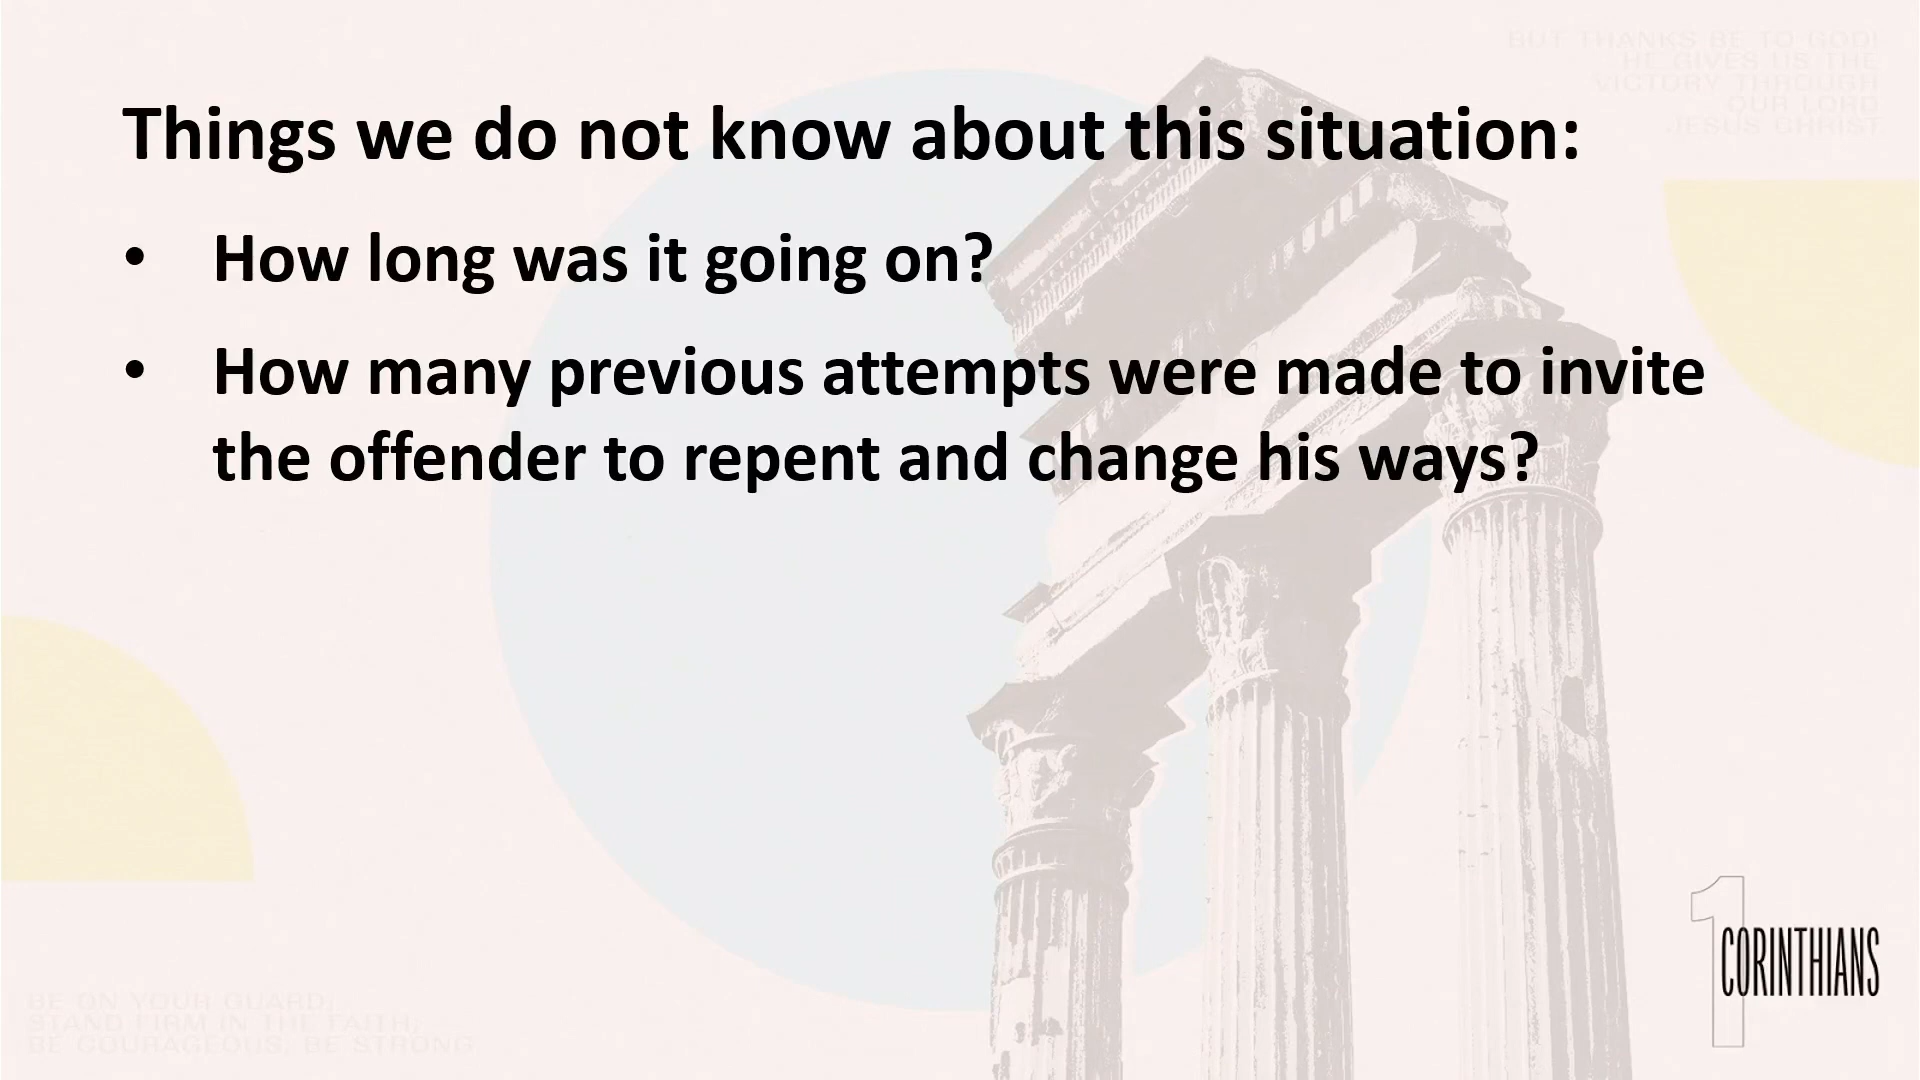 BUT THANKS BE TO GOD!
HE GIVES US THE
VICTORY THROUGH
OUR LORD
JESUS CHRIST
Things we do not know about this situation:
• How long was it going on?
• How many previous attempts were made to invite
the offender to repent and change his ways?
1
CORINTHIANS
BE ON YOUR GUARD;
STAND FIRM IN THE FAITH;
BE COURAGEOUS; BE STRONG